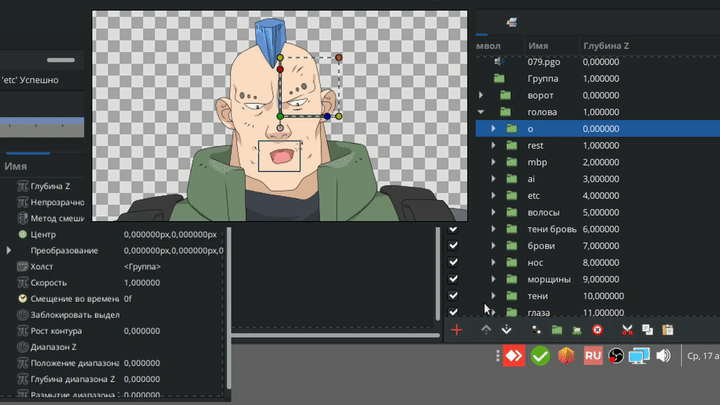 'etc' Успешно
Имя
Глубина Z
Непрозрачно
Метод смеши
Центр 0,000000px,0,000000px
Преобразование 0,000000px,0,000000px,0
Холст <Группа>
Скорость 1,000000
Смещение во времени 0f
Заблокировать выдел
Рост контура 0,000000
Диапазон Z
Положение диапазона 0,000000
Глубина диапазона Z 0,000000
Размытие диапазона 0,000000
мвол Имя Глубина Z
079.pgo 0,000000
Группа 1,000000
ворот 0,000000
голова 1,000000
o 0,000000
rest 1,000000
mbp 2,000000
ai 3,000000
etc 4,000000
волосы 5,000000
тени бровь 6,000000
брови 7,000000
нос 8,000000
морщины 9,000000
тени 10,000000
глаза 11,000000
RU Ср, 17 а